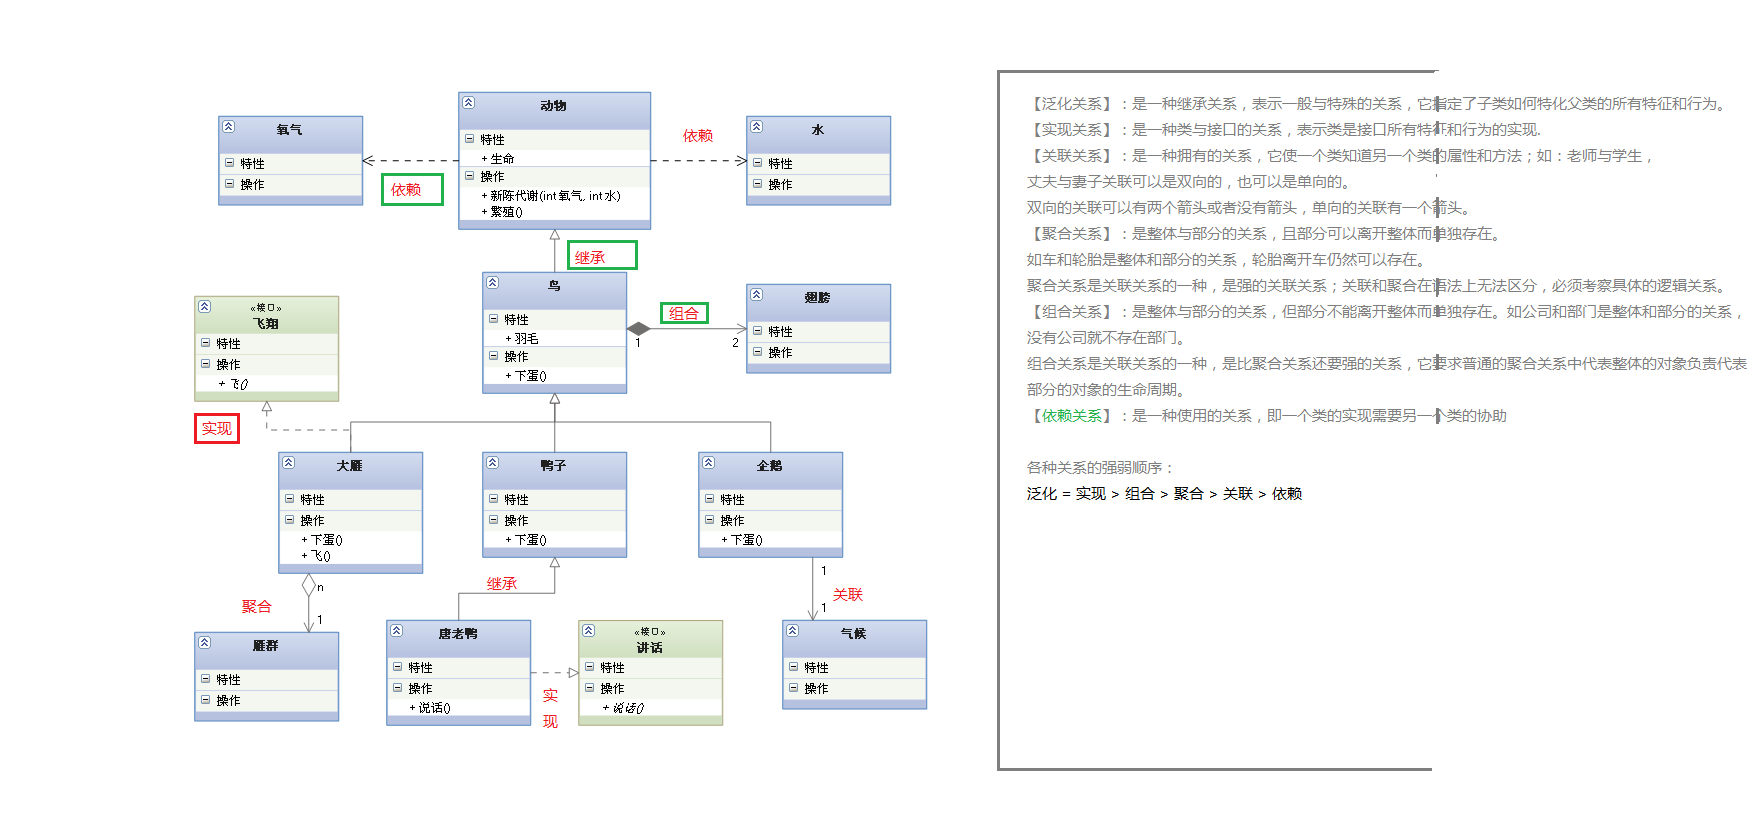 动物
特性
+ 生命
操作
+ 新陈代谢(int 氧气, int 水)
+ 繁殖()
氧气
特性
操作
依赖
依赖
水
特性
操作
继承
鸟
特性
+ 羽毛
操作
+ 下蛋()
组合
1
2
翅膀
特性
操作
«接口»
飞翔
特性
操作
+ 飞()
实现
大雁
特性
操作
+ 下蛋()
+ 飞()
鸭子
特性
操作
+ 下蛋()
企鹅
特性
操作
+ 下蛋()
n
聚合
1
雁群
特性
操作
继承
唐老鸭
特性
操作
+ 说话()
实
现
«接口»
讲话
特性
操作
+ 说话()
1
关联
1
气候
特性
操作
【泛化关系】：是一种继承关系，表示一般与特殊的关系，它指定了子类如何特化父类的所有特征和行为。
【实现关系】：是一种类与接口的关系，表示类是接口所有特征和行为的实现.
【关联关系】：是一种拥有的关系，它使一个类知道另一个类的属性和方法；如：老师与学生，
丈夫与妻子关联可以是双向的，也可以是单向的。
双向的关联可以有两个箭头或者没有箭头，单向的关联有一个箭头。
【聚合关系】：是整体与部分的关系，且部分可以离开整体而单独存在。
如车和轮胎是整体和部分的关系，轮胎离开车仍然可以存在。
聚合关系是关联关系的一种，是强的关联关系；关联和聚合在语法上无法区分，必须考察具体的逻辑关系。
【组合关系】：是整体与部分的关系，但部分不能离开整体而单独存在。如公司和部门是整体和部分的关系，
没有公司就不存在部门。
组合关系是关联关系的一种，是比聚合关系还要强的关系，它要求普通的聚合关系中代表整体的对象负责代表
部分的对象的生命周期。
【依赖关系】：是一种使用的关系，即一个类的实现需要另一个类的协助
各种关系的强弱顺序：
泛化 = 实现 > 组合 > 聚合 > 关联 > 依赖